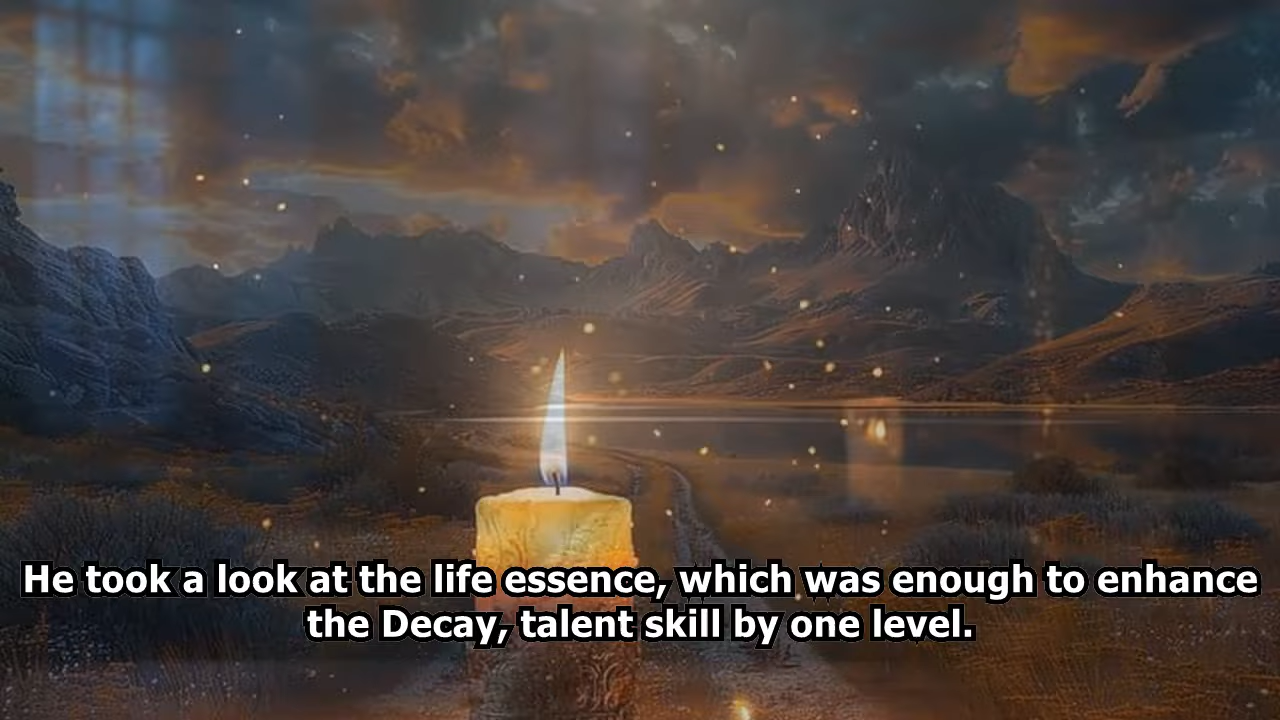 He took a look at the life essence, which was enough to enhance
the Decay, talent skill by one level.